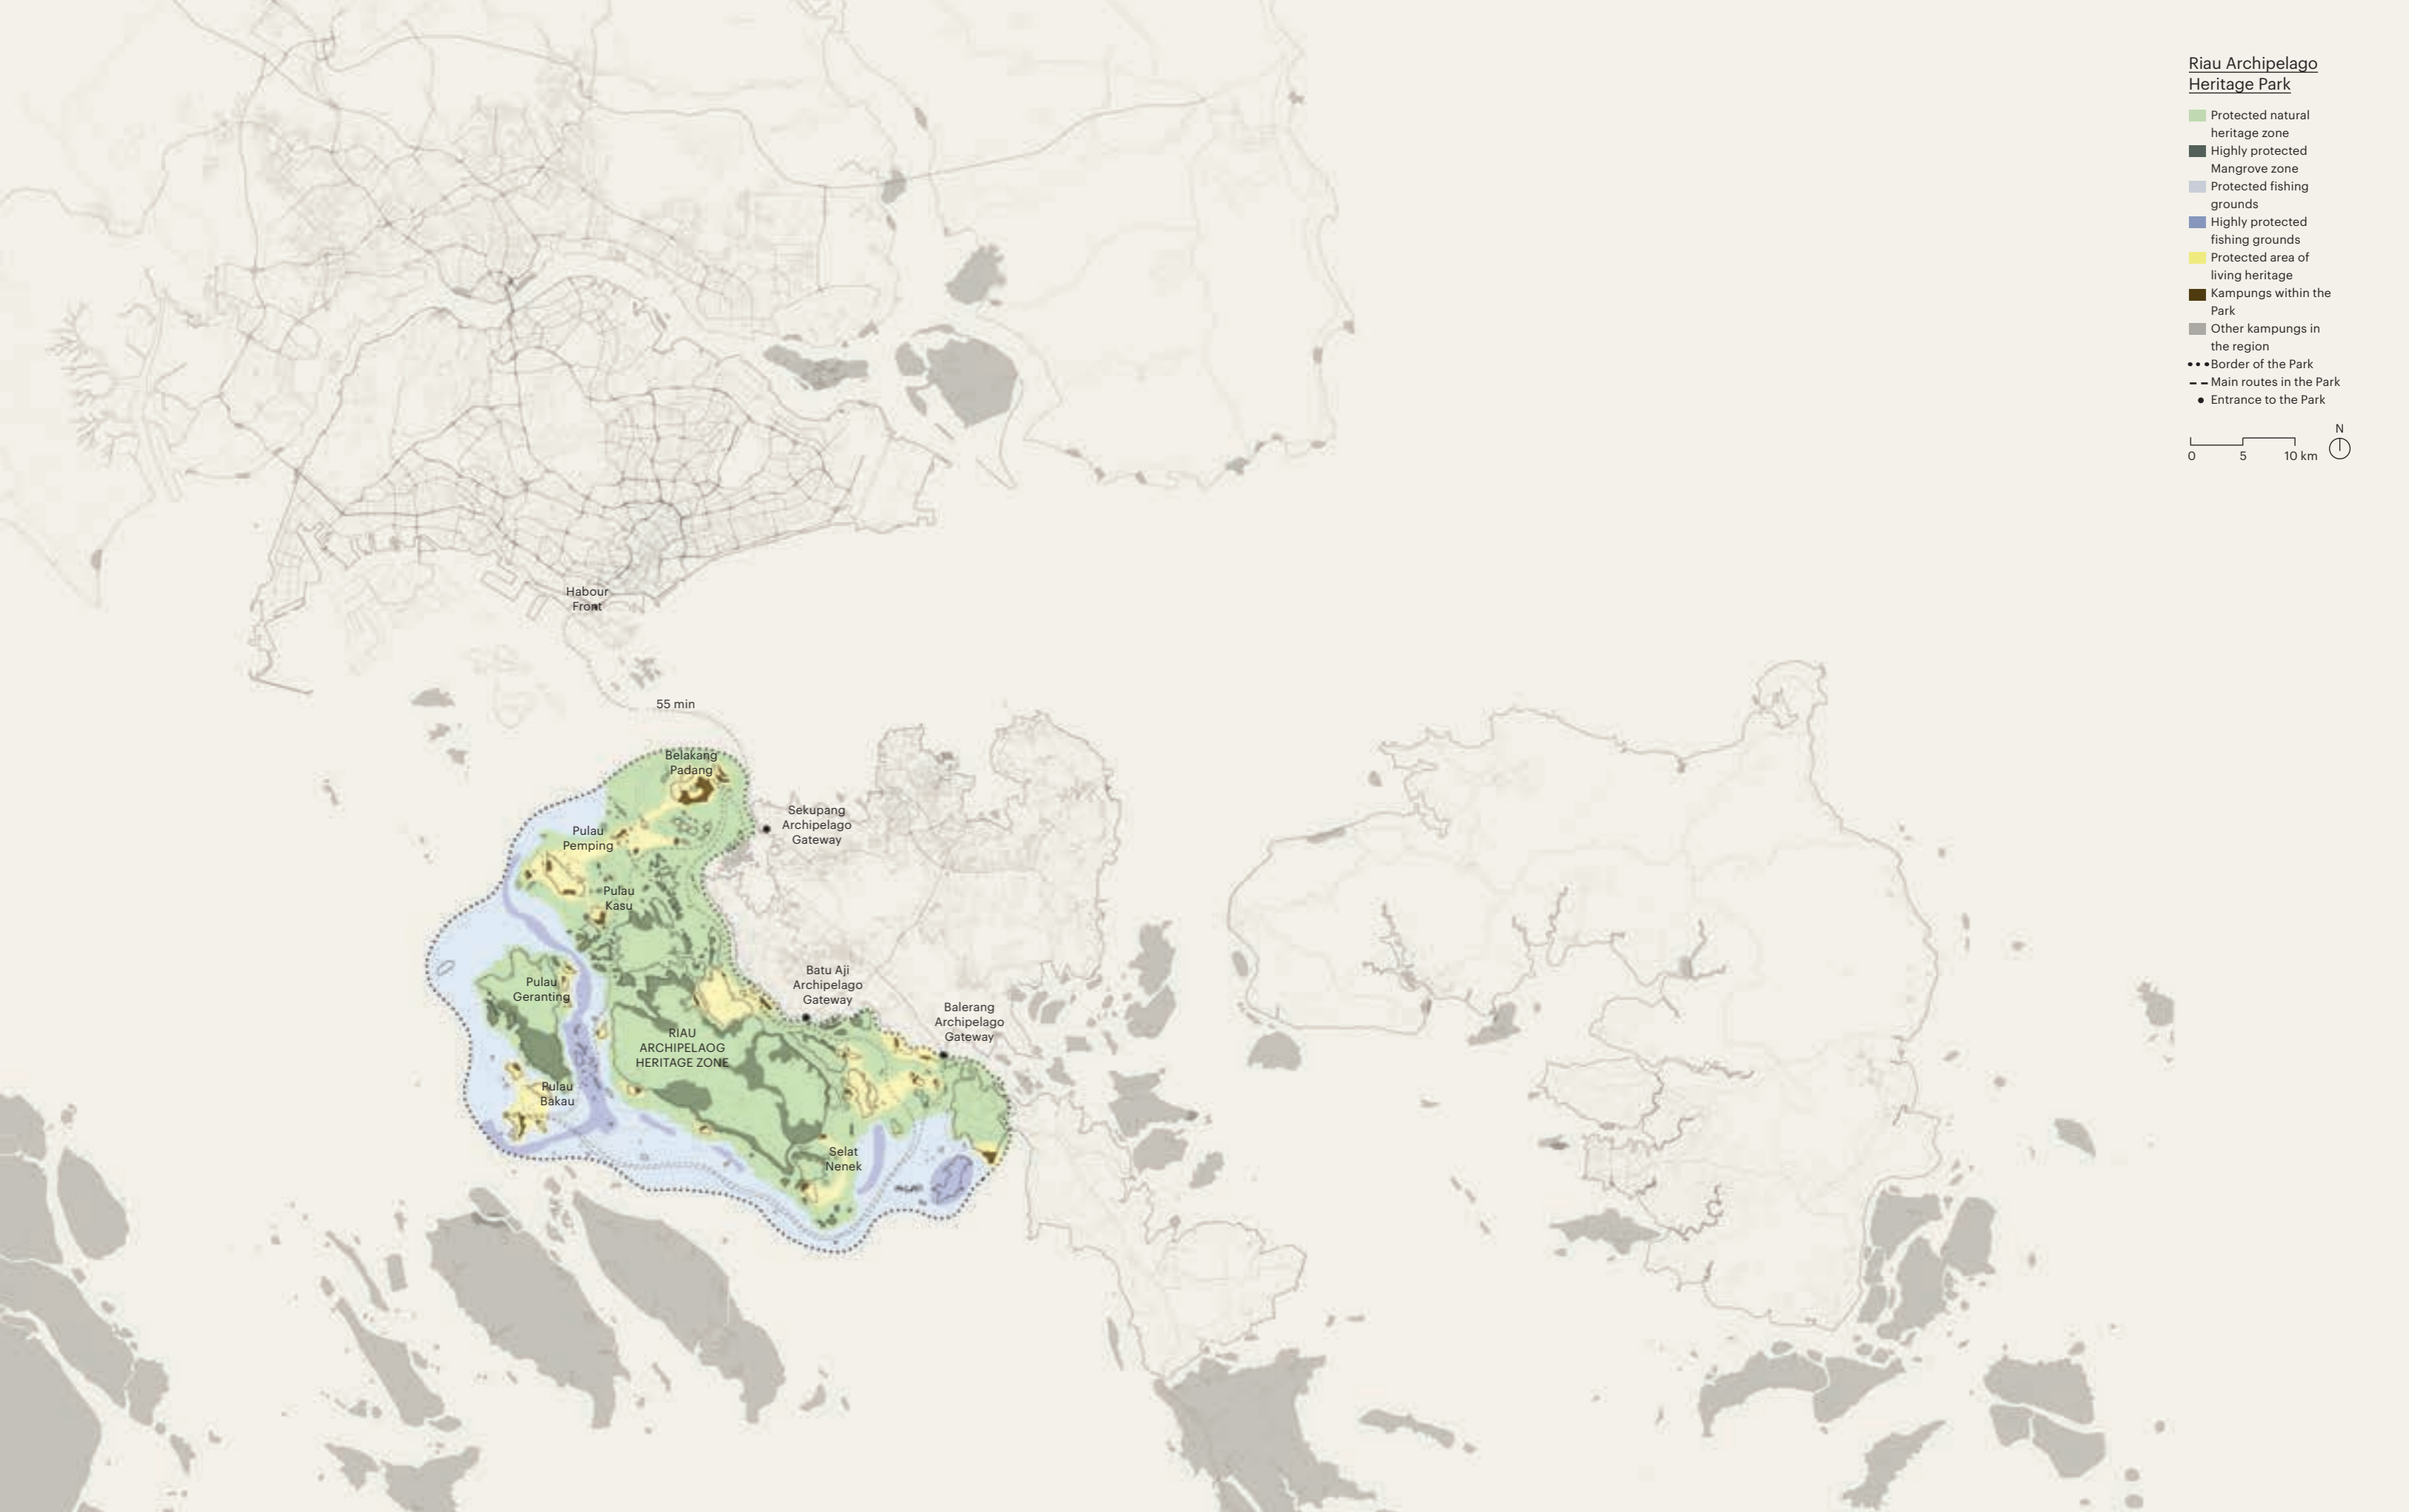 Riau Archipelago
Heritage Park
Protected natural
heritage zone
Highly protected
Mangrove zone
Protected fishing
grounds
Highly protected
fishing grounds
Protected area of
living heritage
Kampungs within the
Park
Other kampungs in
the region
Border of the Park
Main routes in the Park
Entrance to the Park
N
0 5 10 km
Habour
Front
55 min
Belakang
Padang
Sekupang
Archipelago
Gateway
Pulau
Pemping
Pulau
Kasu
Pulau
Geranting
Batu Aji
Archipelago
Gateway
Balerang
Archipelago
Gateway
RIAU
ARCHIPELAOG
HERITAGE ZONE
Pulau
Bakau
Selat
Nenek